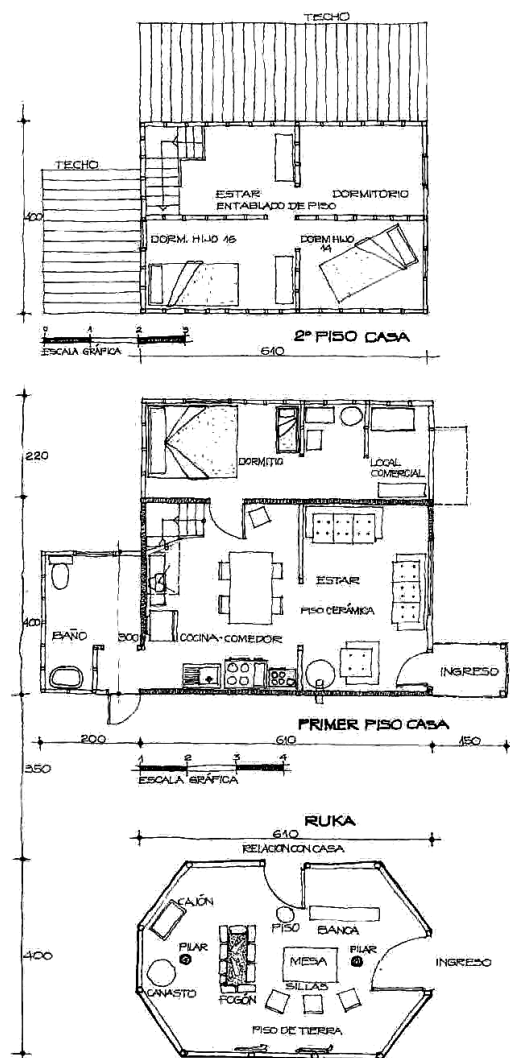 TECHO
TECHO
400
ESTAR
ENTABLADO DE PISO
DORMITORIO
DORM. HIJO 16
DORM HIJO
14
0 1 2 3
ESCALA GRÁFICA
2º PISO CASA
610
220
DORMITIO
LOCAL
COMERCIAL
400
ESTAR
PISO CERÁMICA
BAÑO
300
COCINA-COMEDOR
INGRESO
PRIMER PISO CASA
200
610
150
350
1 2 3 4
ESCALA GRÁFICA
RUKA
610
RELACION CON CASA
CAJÓN
PISO
BANCA
PILAR
MESA
PILAR
400
INGRESO
CANASTO
FOGÓN
SILLAS
PISO DE TIERRA